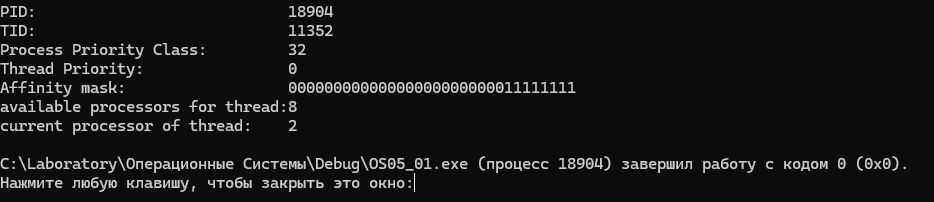 PID: 18904
TID: 11352
Process Priority Class: 32
Thread Priority: 0
Affinity mask: 00000000000000000000000011111111
available processors for thread:8
current processor of thread: 2
C:\Laboratory\Операционные Системы\Debug\OS05_01.exe (процесс 18904) завершил работу с кодом 0 (0x0).
Нажмите любую клавишу, чтобы закрыть это окно: